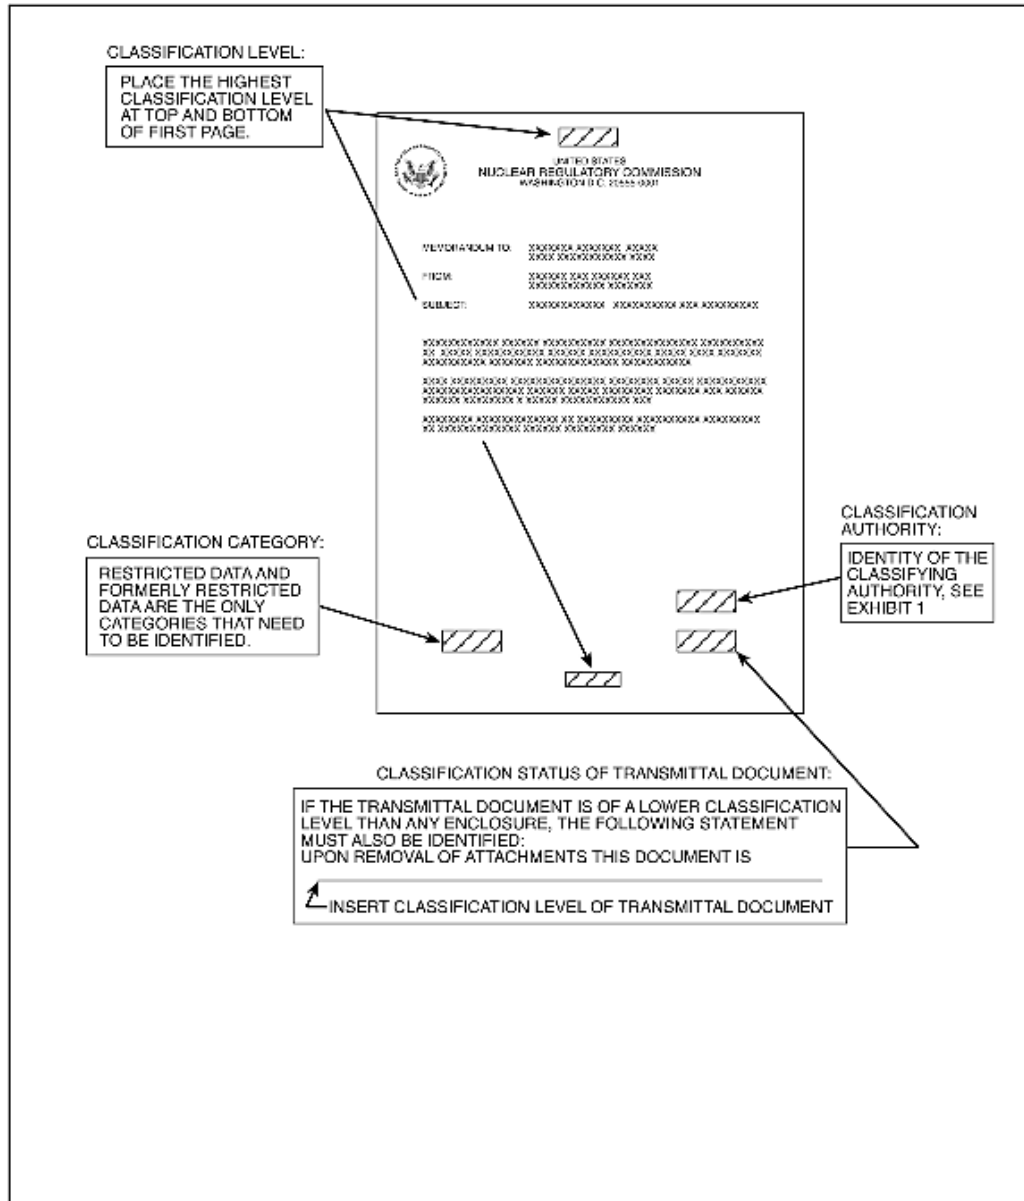 CLASSIFICATION LEVEL:
PLACE THE HIGHEST
CLASSIFICATION LEVEL
AT TOP AND BOTTOM
OF FIRST PAGE.
UNITED STATES
NUCLEAR REGULATORY COMMISSION
WASHINGTON D.C. 20555-0001
MEMORANDUM TO:
FROM:
SUBJECT:
CLASSIFICATION CATEGORY:
RESTRICTED DATA AND
FORMERLY RESTRICTED
DATA ARE THE ONLY
CATEGORIES THAT NEED
TO BE IDENTIFIED.
CLASSIFICATION
AUTHORITY:
IDENTITY OF THE
CLASSIFYING
AUTHORITY, SEE
EXHIBIT 1
CLASSIFICATION STATUS OF TRANSMITTAL DOCUMENT:
IF THE TRANSMITTAL DOCUMENT IS OF A LOWER CLASSIFICATION
LEVEL THAN ANY ENCLOSURE, THE FOLLOWING STATEMENT
MUST ALSO BE IDENTIFIED:
UPON REMOVAL OF ATTACHMENTS THIS DOCUMENT IS
INSERT CLASSIFICATION LEVEL OF TRANSMITTAL DOCUMENT